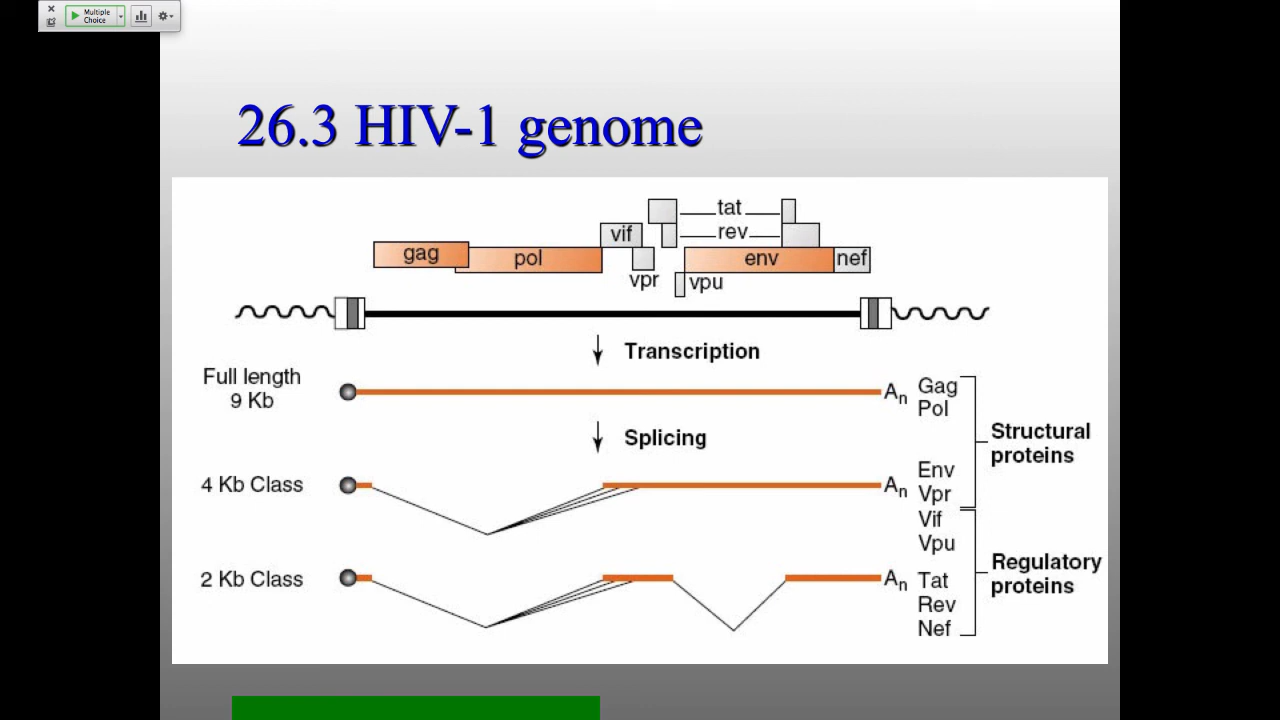 Multiple
Choice
26.3 HIV-1 genome
tat
vif
rev
gag
pol
env
nef
vpr
vpu
Transcription
Full length
9 Kb
An
Gag
Pol
Splicing
Structural
proteins
4 Kb Class
An
Env
Vpr
Vif
Vpu
Regulatory
proteins
2 Kb Class
An
Tat
Rev
Nef